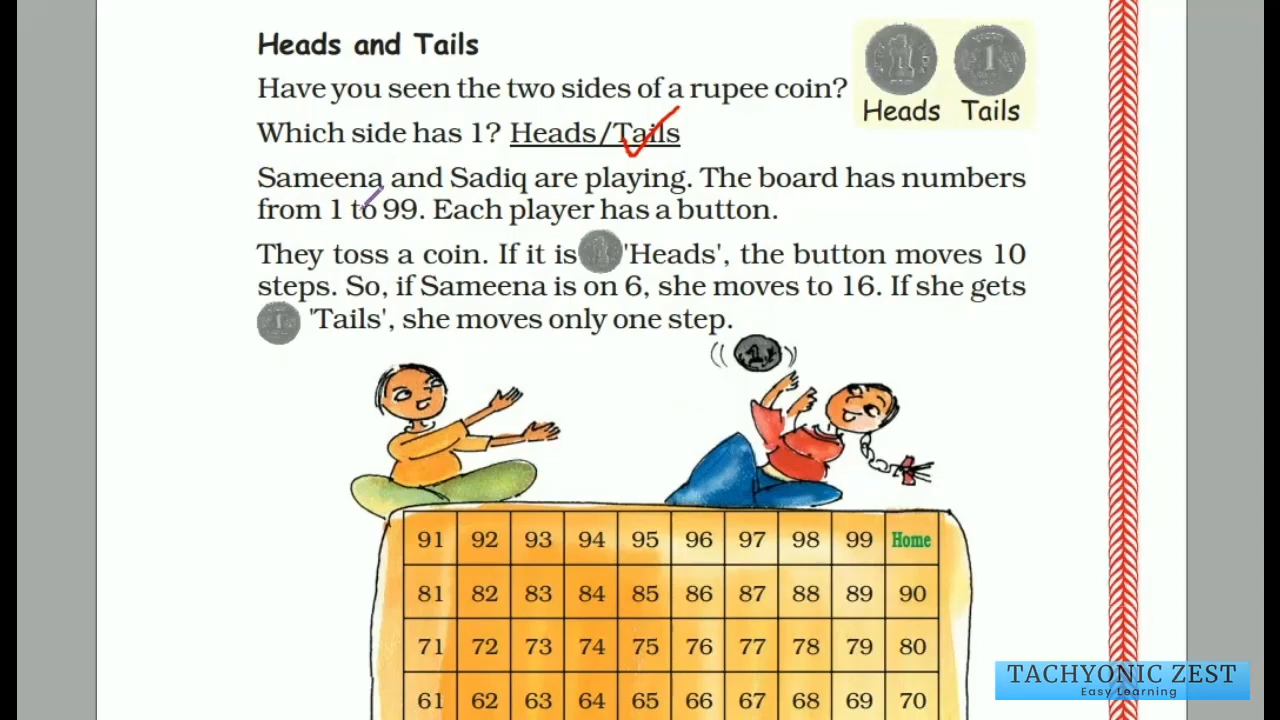 Heads and Tails
Have you seen the two sides of a rupee coin?
Heads Tails
Which side has 1? Heads/Tails
Sameena and Sadiq are playing. The board has numbers
from 1 to 99. Each player has a button.
They toss a coin. If it is 'Heads', the button moves 10
steps. So, if Sameena is on 6, she moves to 16. If she gets
1 'Tails', she moves only one step.
1
91 92 93 94 95 96 97 98 99 Home
81 82 83 84 85 86 87 88 89 90
71 72 73 74 75 76 77 78 79 80
61 62 63 64 65 66 67 68 69 70
TACHYONIC ZEST
Easy Learning